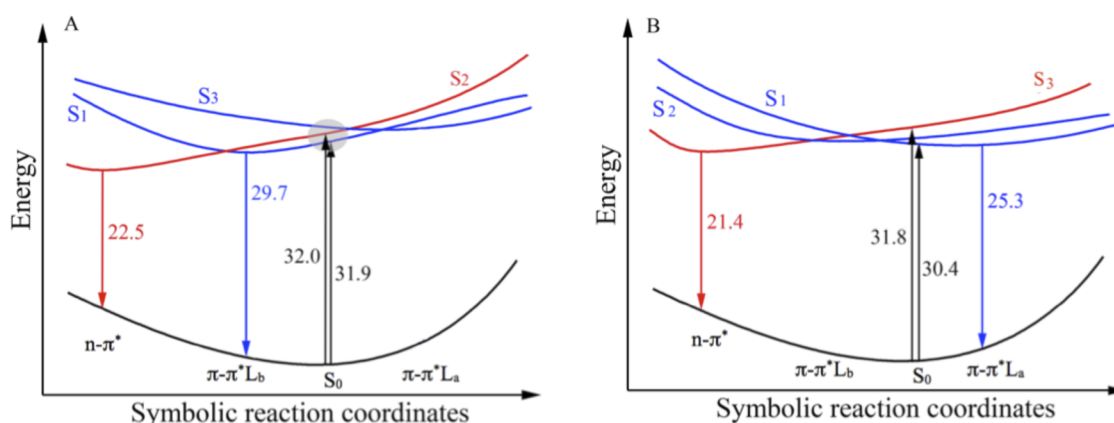 A
Energy
S3
S1
S2
22.5
29.7
32.0
31.9
n-π*
π-π*Lb
S0
π-π*La
Symbolic reaction coordinates
B
Energy
S1
S2
S3
21.4
31.8
30.4
25.3
n-π*
π-π*Lb
S0
π-π*La
Symbolic reaction coordinates